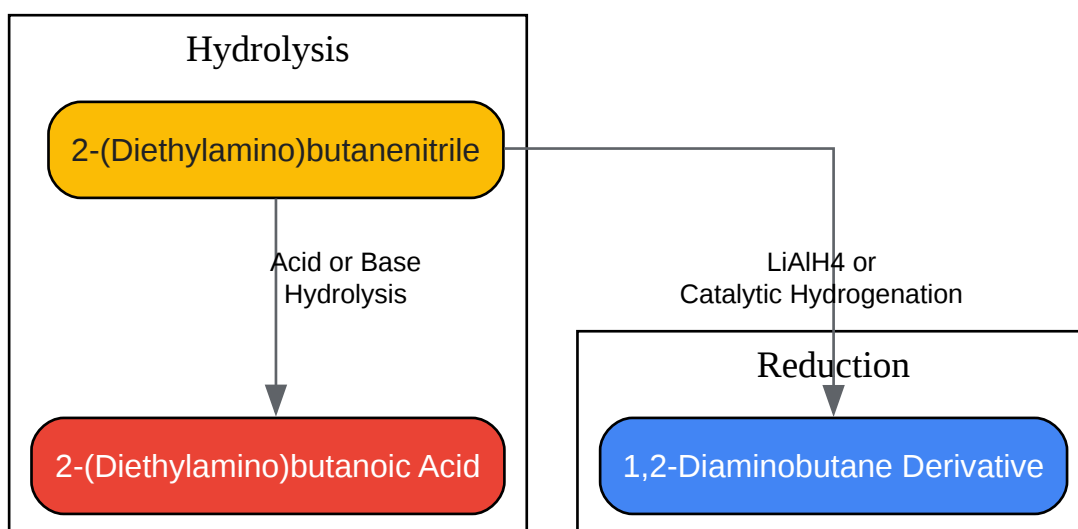 Hydrolysis
2-(Diethylamino)butanenitrile
Acid or Base
Hydrolysis
LiAlH4 or
Catalytic Hydrogenation
Reduction
2-(Diethylamino)butanoic Acid
1,2-Diaminobutane Derivative